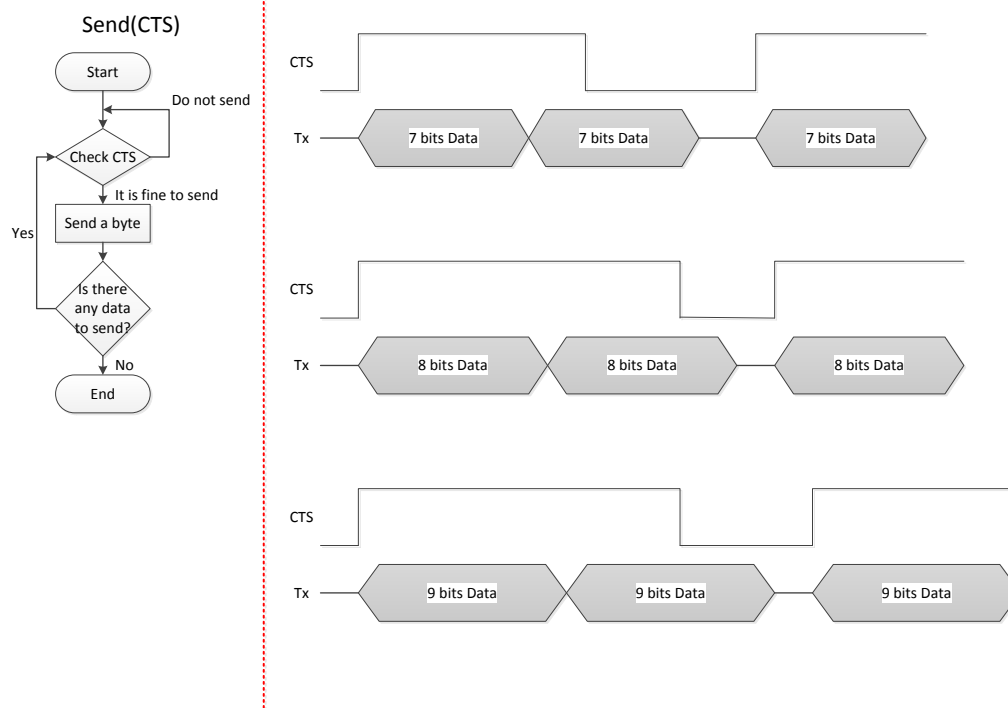 Send(CTS)
Start
Do not send
Check CTS
It is fine to send
Send a byte
Yes
Is there
any data
to send?
No
End
CTS
Tx
7 bits Data
7 bits Data
7 bits Data
CTS
Tx
8 bits Data
8 bits Data
8 bits Data
CTS
Tx
9 bits Data
9 bits Data
9 bits Data